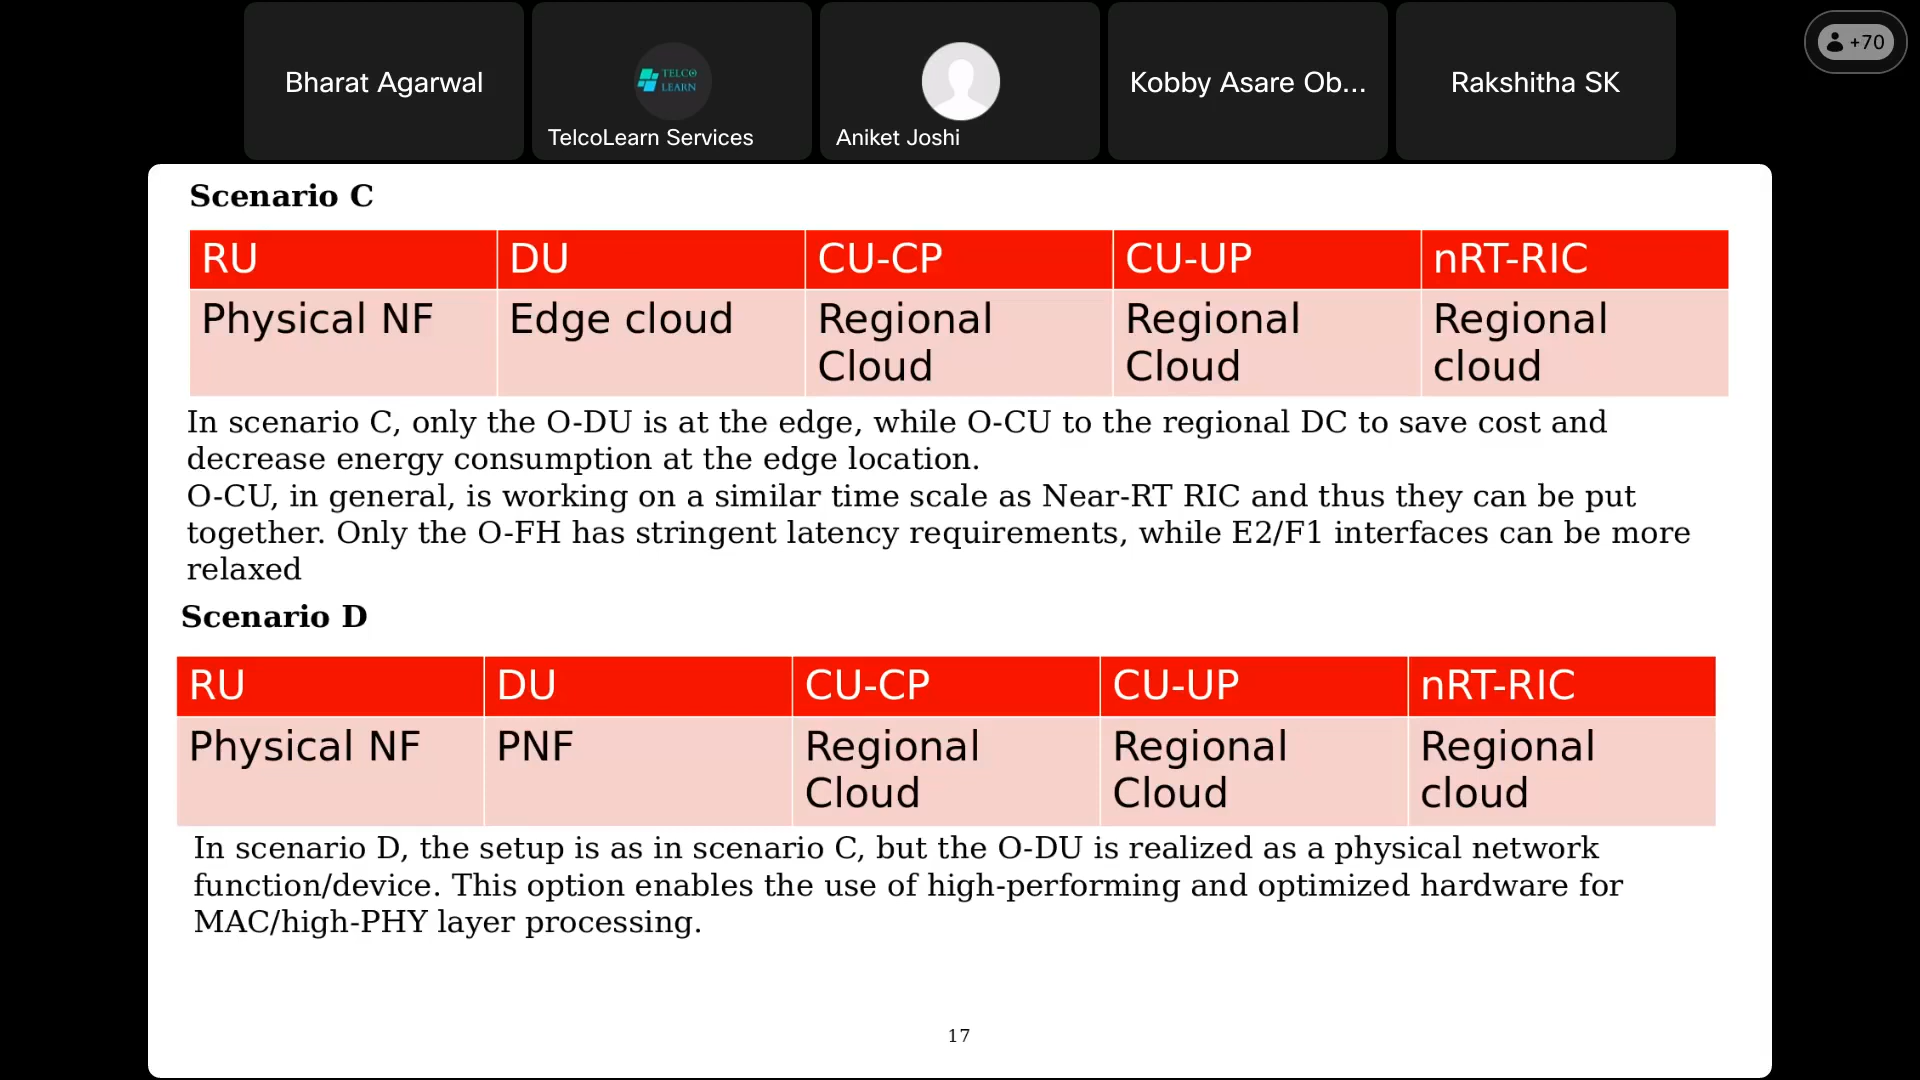 Bharat Agarwal
TELCO
LEARN
TelcoLearn Services
Aniket Joshi
Kobby Asare Ob...
Rakshitha SK
+70
Scenario C
RU DU CU-CP CU-UP nRT-RIC
Physical NF Edge cloud Regional Cloud Regional Cloud Regional cloud
In scenario C, only the O-DU is at the edge, while O-CU to the regional DC to save cost and
decrease energy consumption at the edge location.
O-CU, in general, is working on a similar time scale as Near-RT RIC and thus they can be put
together. Only the O-FH has stringent latency requirements, while E2/F1 interfaces can be more
relaxed
Scenario D
RU DU CU-CP CU-UP nRT-RIC
Physical NF PNF Regional Cloud Regional Cloud Regional cloud
In scenario D, the setup is as in scenario C, but the O-DU is realized as a physical network
function/device. This option enables the use of high-performing and optimized hardware for
MAC/high-PHY layer processing.
17